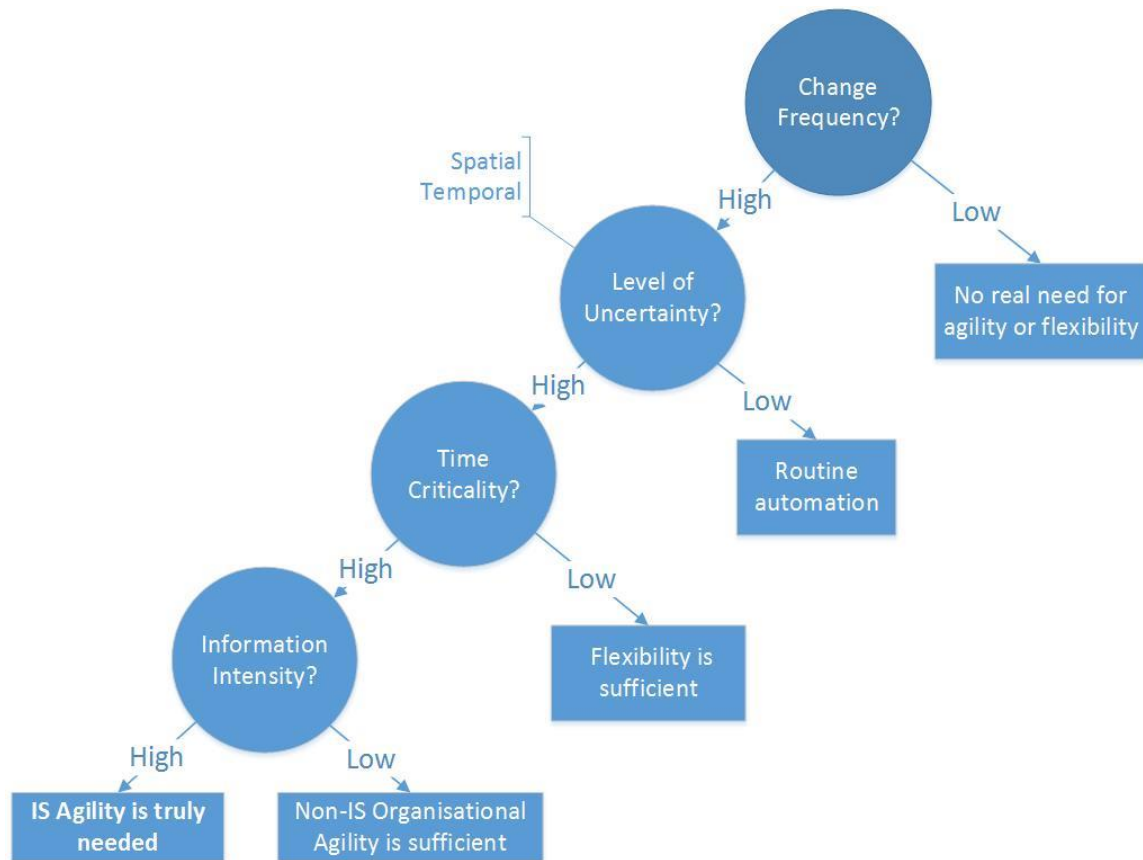 Change
Frequency?
Spatial
Temporal
High
Low
Level of
Uncertainty?
No real need for
agility or flexibility
High
Low
Time
Criticality?
Routine
automation
High
Low
Information
Intensity?
Flexibility is
sufficient
High
Low
IS Agility is truly
needed
Non-IS Organisational
Agility is sufficient